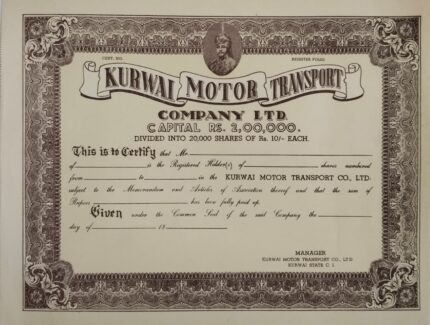 CERT. NO.
REGISTER FOLIO
KURWAI MOTOR TRANSPORT
COMPANY LTD.
CAPITAL RS. 2,00,000.
DIVIDED INTO 20,000 SHARES OF Rs. 10/- EACH.
This is to Certify that Mr
of is the Registered Holder(s) of shares numbered
from to in the KURWAI MOTOR TRANSPORT CO., LTD.
subject to the Memorandum and Articles of Association thereof and that the sum of
Rupees has been fully paid up.
Given under the Common Seal of the said Company the
day of 19
MANAGER
KURWAI MOTOR TRANSPORT CO., LTD
KURWAI STATE C I